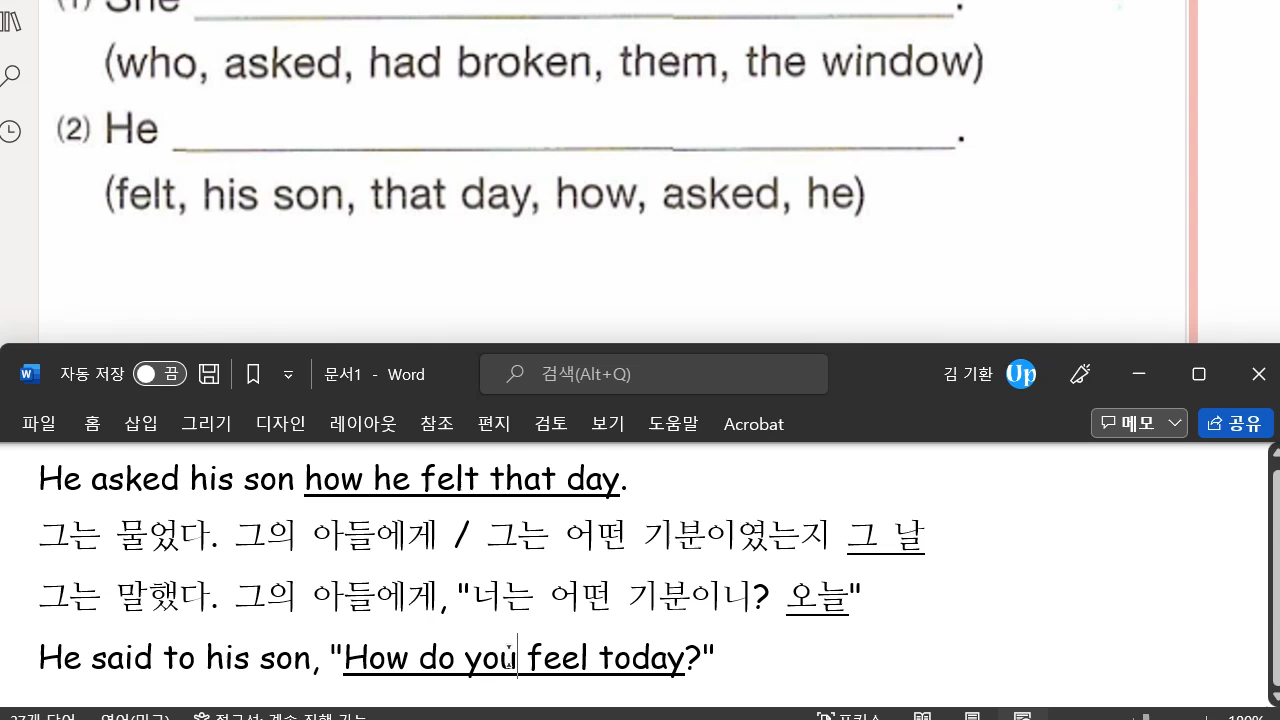 (1) She ____________________.
(who, asked, had broken, them, the window)
(2) He ____________________.
(felt, his son, that day, how, asked, he)
자동 저장 끔 문서1 - Word 검색(Alt+Q) 김 기환 Up
파일 홈 삽입 그리기 디자인 레이아웃 참조 편지 검토 보기 도움말 Acrobat 메모 공유
He asked his son how he felt that day.
그는 물었다. 그의 아들에게 / 그는 어떤 기분이였는지 그 날
그는 말했다. 그의 아들에게, "너는 어떤 기분이니? 오늘"
He said to his son, "How do you feel today?"